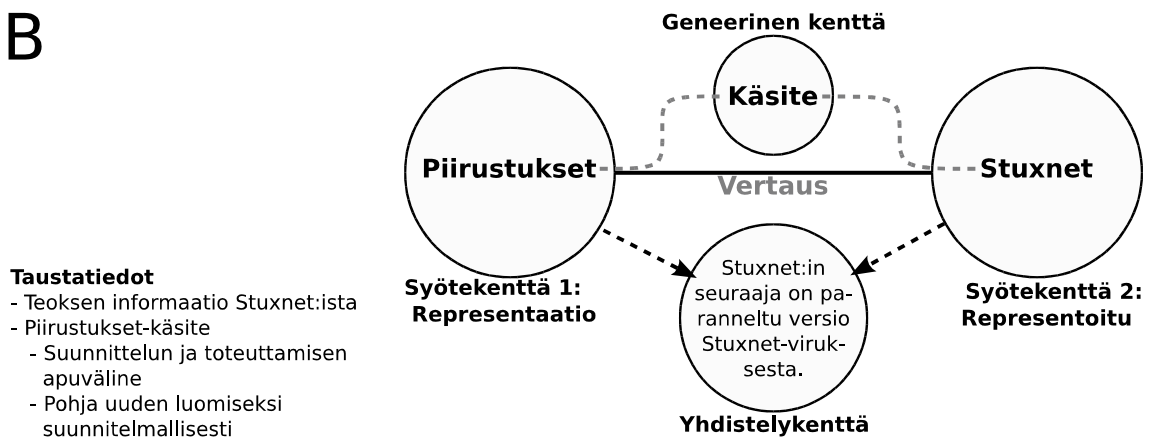 B
Geneerinen kenttä
Käsite
Piirustukset
Stuxnet
Vertaus
Stuxnet:in
seuraaja on pa-
ranneltu versio
Stuxnet-viruk-
sesta.
Syötekenttä 1:
Representaatio
Syötekenttä 2:
Representoitu
Yhdistelykenttä
Taustatiedot
- Teoksen informaatio Stuxnet:ista
- Piirustukset-käsite
- Suunnittelun ja toteuttamisen
apuväline
- Pohja uuden luomiseksi
suunnitelmallisesti